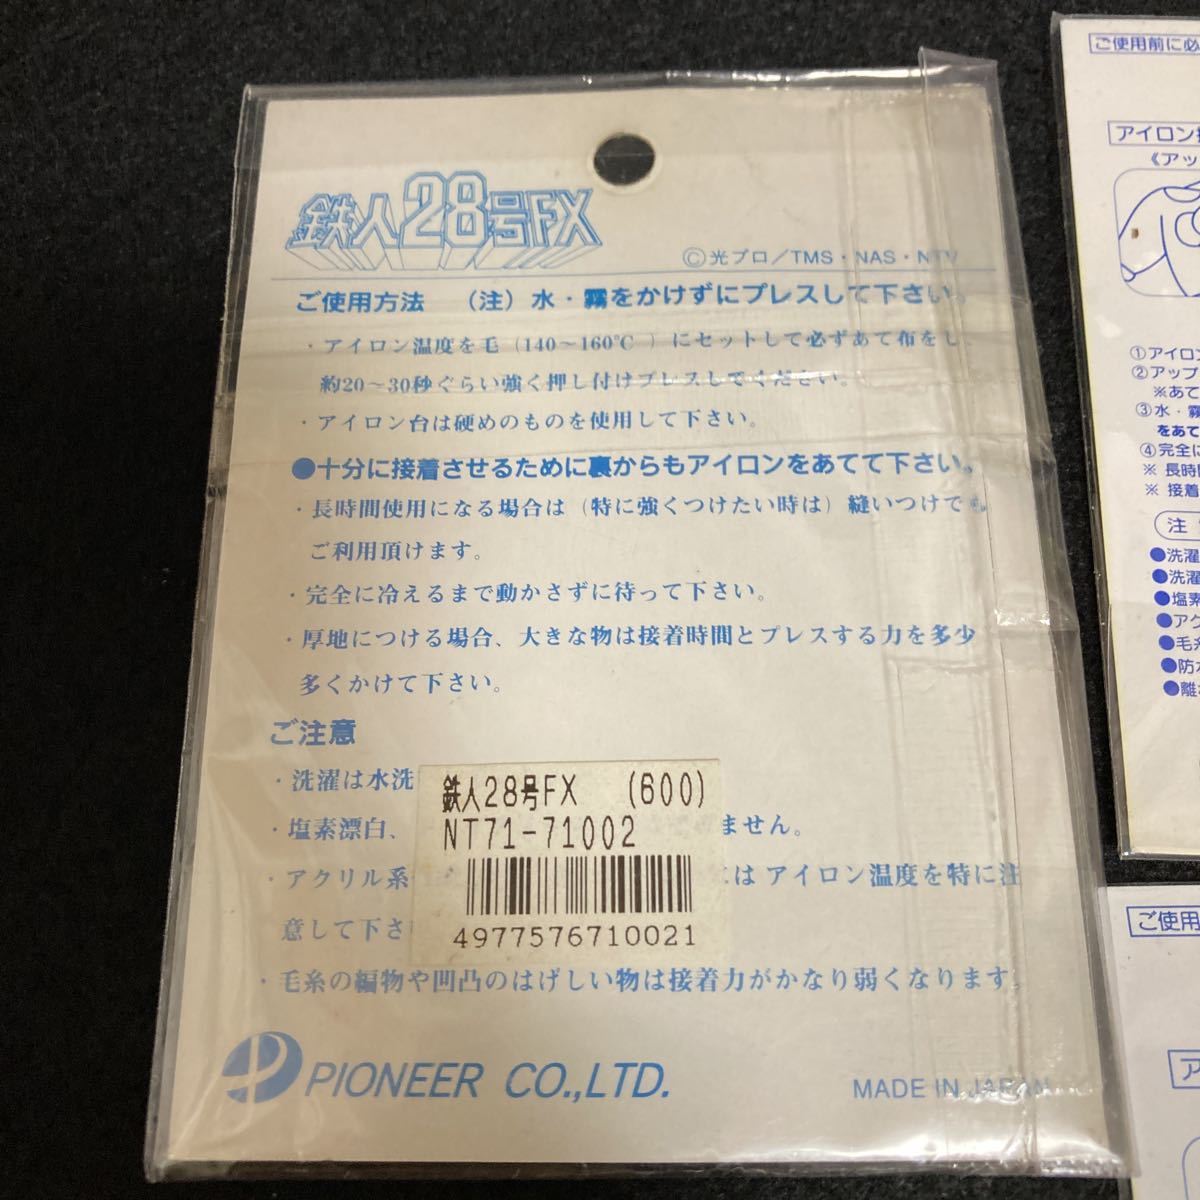 鉄人28号FX
©光プロ/TMS・NAS・NTV
ご使用方法 (注)水・霧をかけずにプレスして下さい。
・アイロン温度を毛(140〜160℃)にセットして必ずあて布をし、
約20〜30秒ぐらい強く押し付けプレスしてください。
・アイロン台は硬めのものを使用して下さい。
●十分に接着させるために裏からもアイロンをあてて下さい。
・長時間使用になる場合は(特に強くつけたい時は)縫いつけても
ご利用頂けます。
・完全に冷えるまで動かさずに待って下さい。
・厚地につける場合、大きな物は接着時間とプレスする力を多少
多くかけて下さい。
ご注意
・洗濯は水洗
・塩素漂白、
ません。
・アクリル系
は アイロン温度を特に注
意して下さ
・毛糸の編物や凹凸のはげしい物は接着力がかなり弱くなります。
鉄人28号FX (600)
NT71-71002
4977576710021
PIONEER CO.,LTD.
MADE IN JAPAN
ご使用前に必
アイロン
《アッ
①アイロン
②アップ
※あて
③水・霧
をあて
④完全に
※ 長時間
※ 接着
注
●洗濯
●洗濯
●塩素
●アク
●毛糸
●防水
●離
ご使用
ア